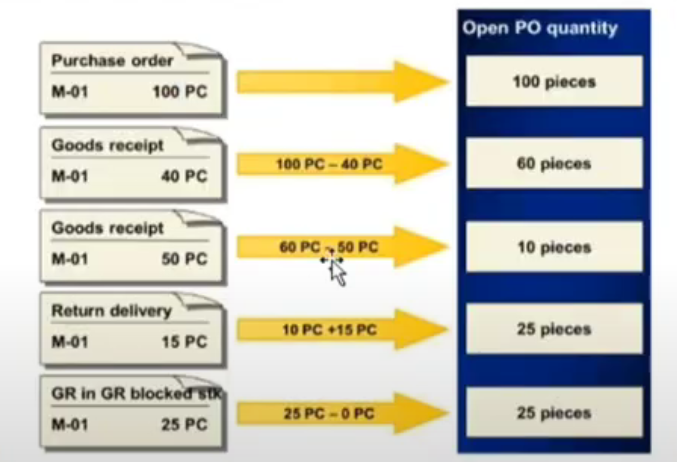 Open PO quantity
Purchase order
M-01 100 PC
100 pieces
Goods receipt
M-01 40 PC
100 PC – 40 PC
60 pieces
Goods receipt
M-01 50 PC
60 PC – 50 PC
10 pieces
Return delivery
M-01 15 PC
10 PC +15 PC
25 pieces
GR in GR blocked stk
M-01 25 PC
25 PC – 0 PC
25 pieces